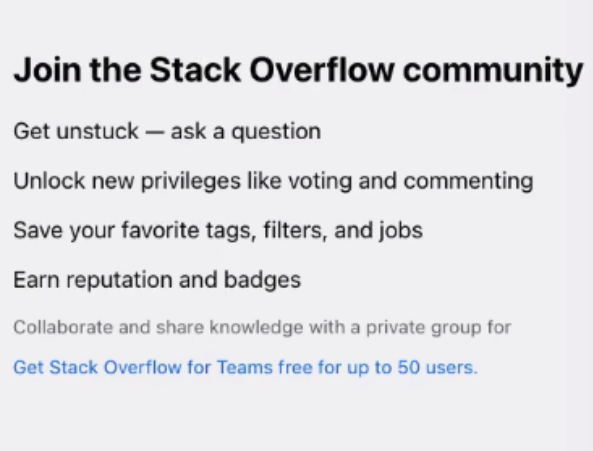 Join the Stack Overflow community
Get unstuck — ask a question
Unlock new privileges like voting and commenting
Save your favorite tags, filters, and jobs
Earn reputation and badges
Collaborate and share knowledge with a private group for
Get Stack Overflow for Teams free for up to 50 users.